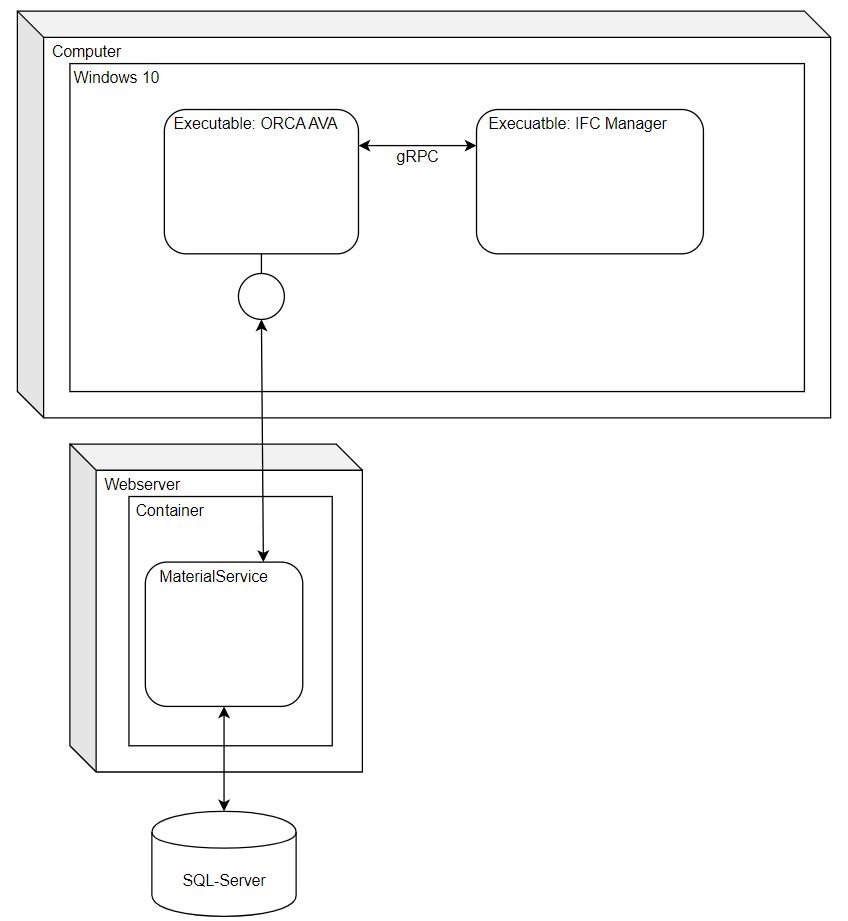 Computer
Windows 10
Executable: ORCA AVA
Execuatble: IFC Manager
gRPC
Webserver
Container
MaterialService
SQL-Server